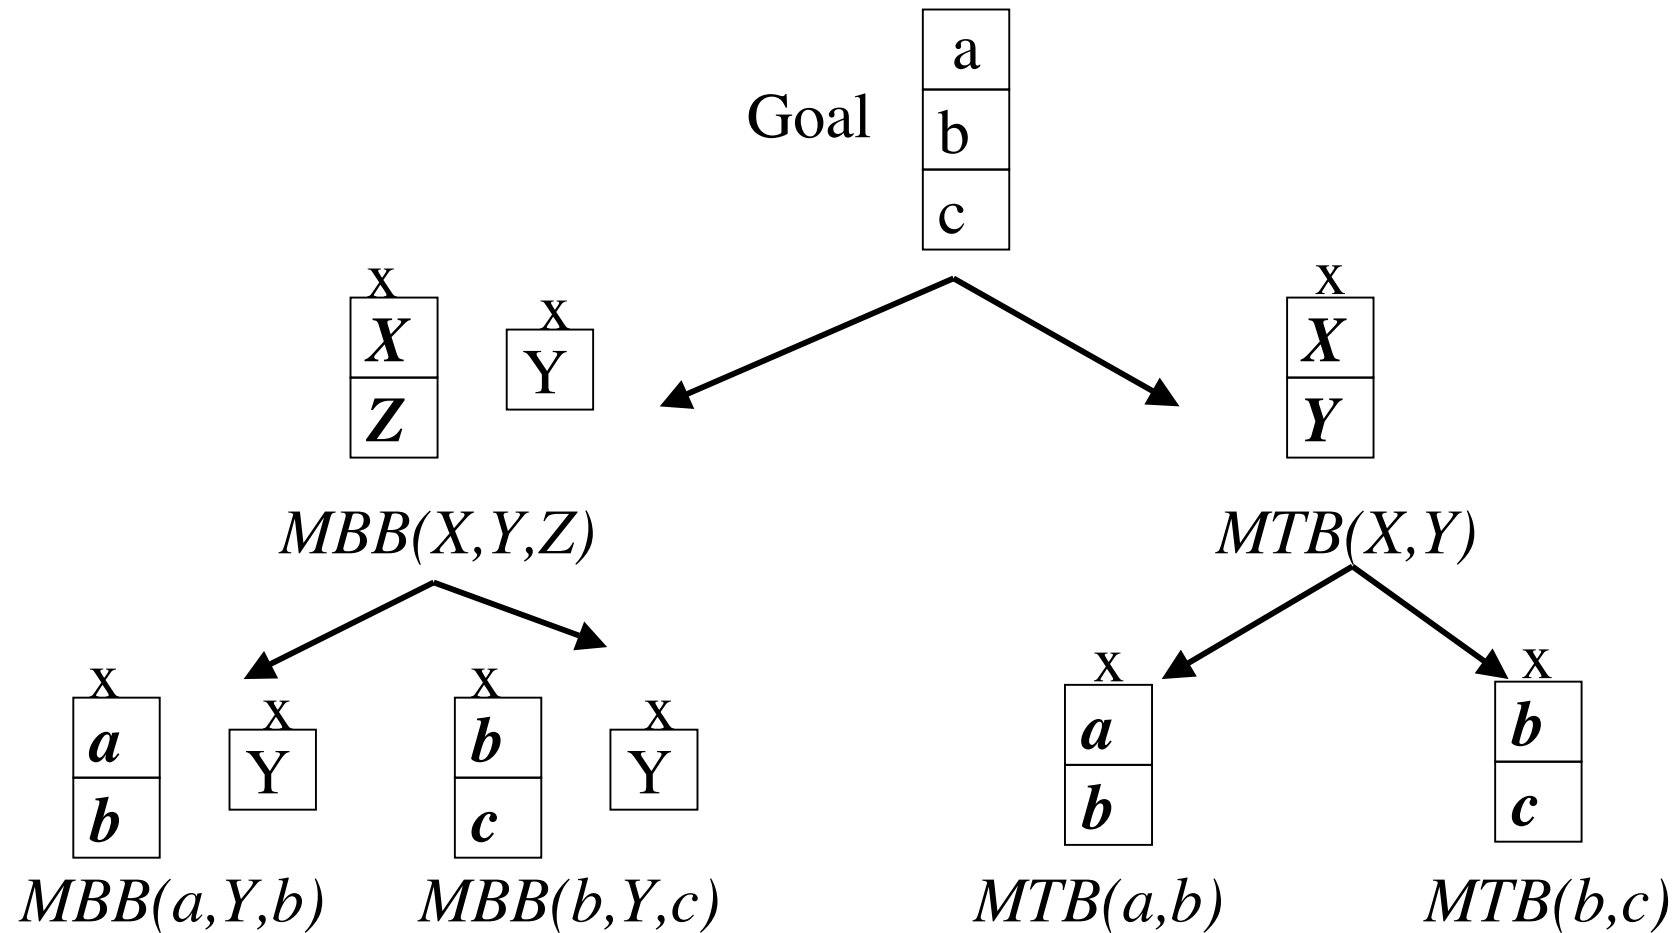 a
Goal
b
c
x
X
Z
x
Y
x
X
Y
MBB(X,Y,Z)
MTB(X,Y)
x
a
b
x
Y
x
b
c
x
Y
x
a
b
x
b
c
MBB(a,Y,b)
MBB(b,Y,c)
MTB(a,b)
MTB(b,c)